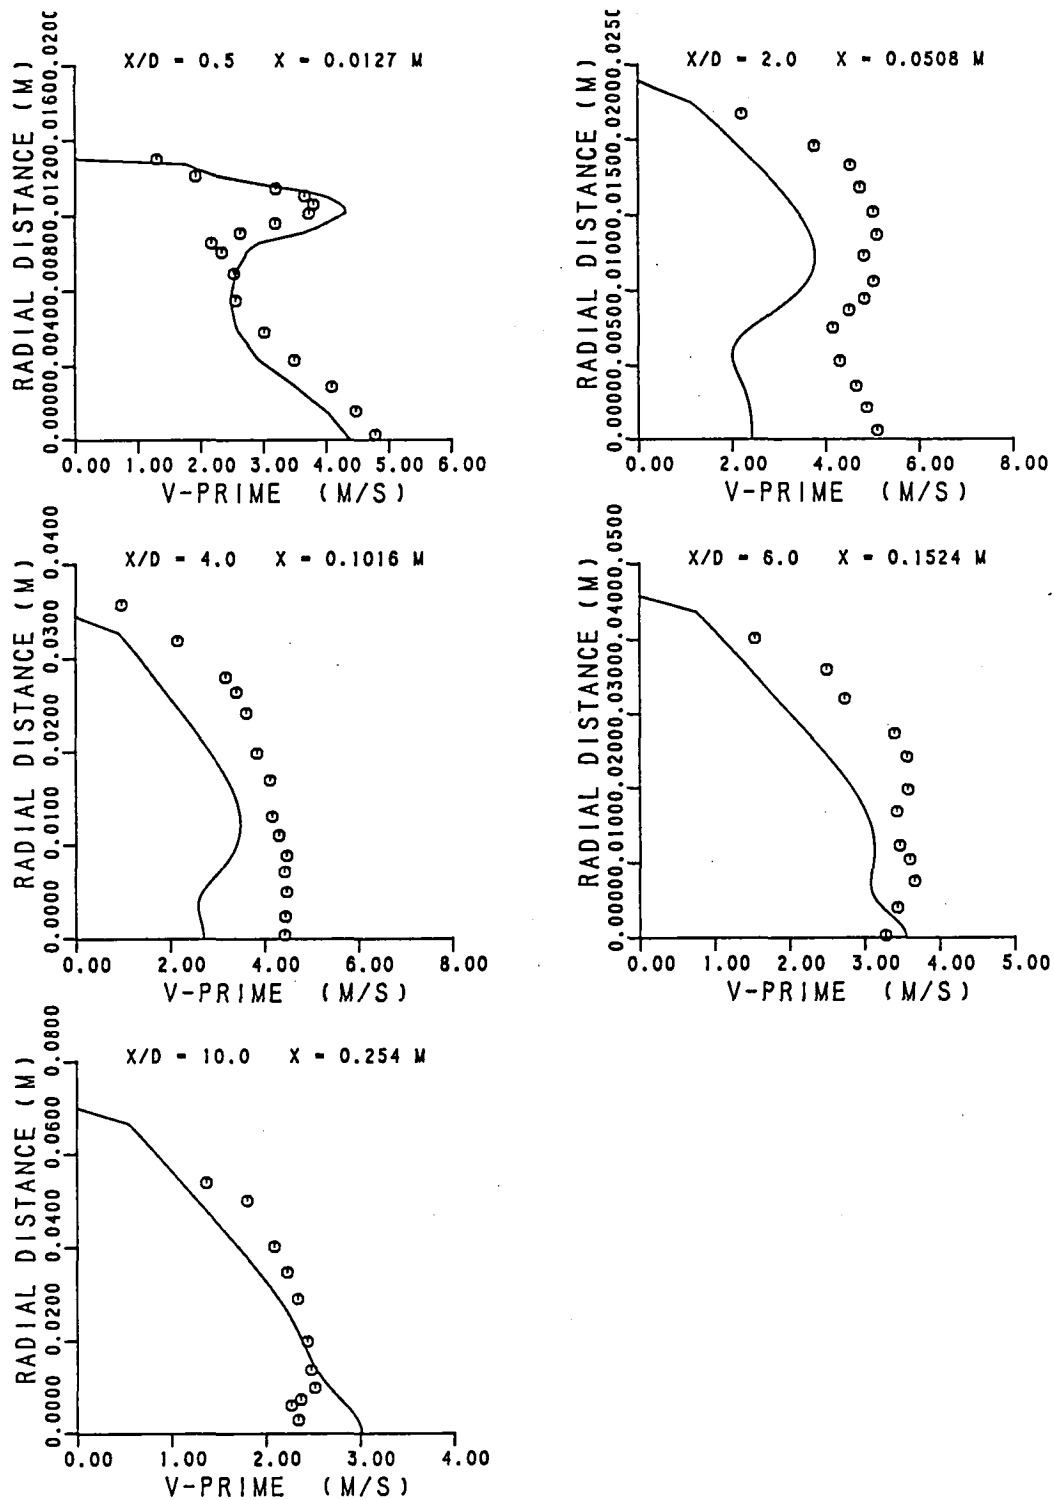 X/D = 0.5 X = 0.0127 M
RADIAL DISTANCE (M)
0.0000 0.0040 0.0080 0.0120 0.0160 0.020
0.00 1.00 2.00 3.00 4.00 5.00 6.00
V-PRIME (M/S)
X/D = 2.0 X = 0.0508 M
RADIAL DISTANCE (M)
0.0000 0.0050 0.0100 0.0150 0.0200 0.025
0.00 2.00 4.00 6.00 8.00
V-PRIME (M/S)
X/D = 4.0 X = 0.1016 M
RADIAL DISTANCE (M)
0.0000 0.0100 0.0200 0.0300 0.0400
0.00 2.00 4.00 6.00 8.00
V-PRIME (M/S)
X/D = 6.0 X = 0.1524 M
RADIAL DISTANCE (M)
0.0000 0.0100 0.0200 0.0300 0.0400 0.0500
0.00 1.00 2.00 3.00 4.00 5.00
V-PRIME (M/S)
X/D = 10.0 X = 0.254 M
RADIAL DISTANCE (M)
0.0000 0.0200 0.0400 0.0600 0.0800
0.00 1.00 2.00 3.00 4.00
V-PRIME (M/S)